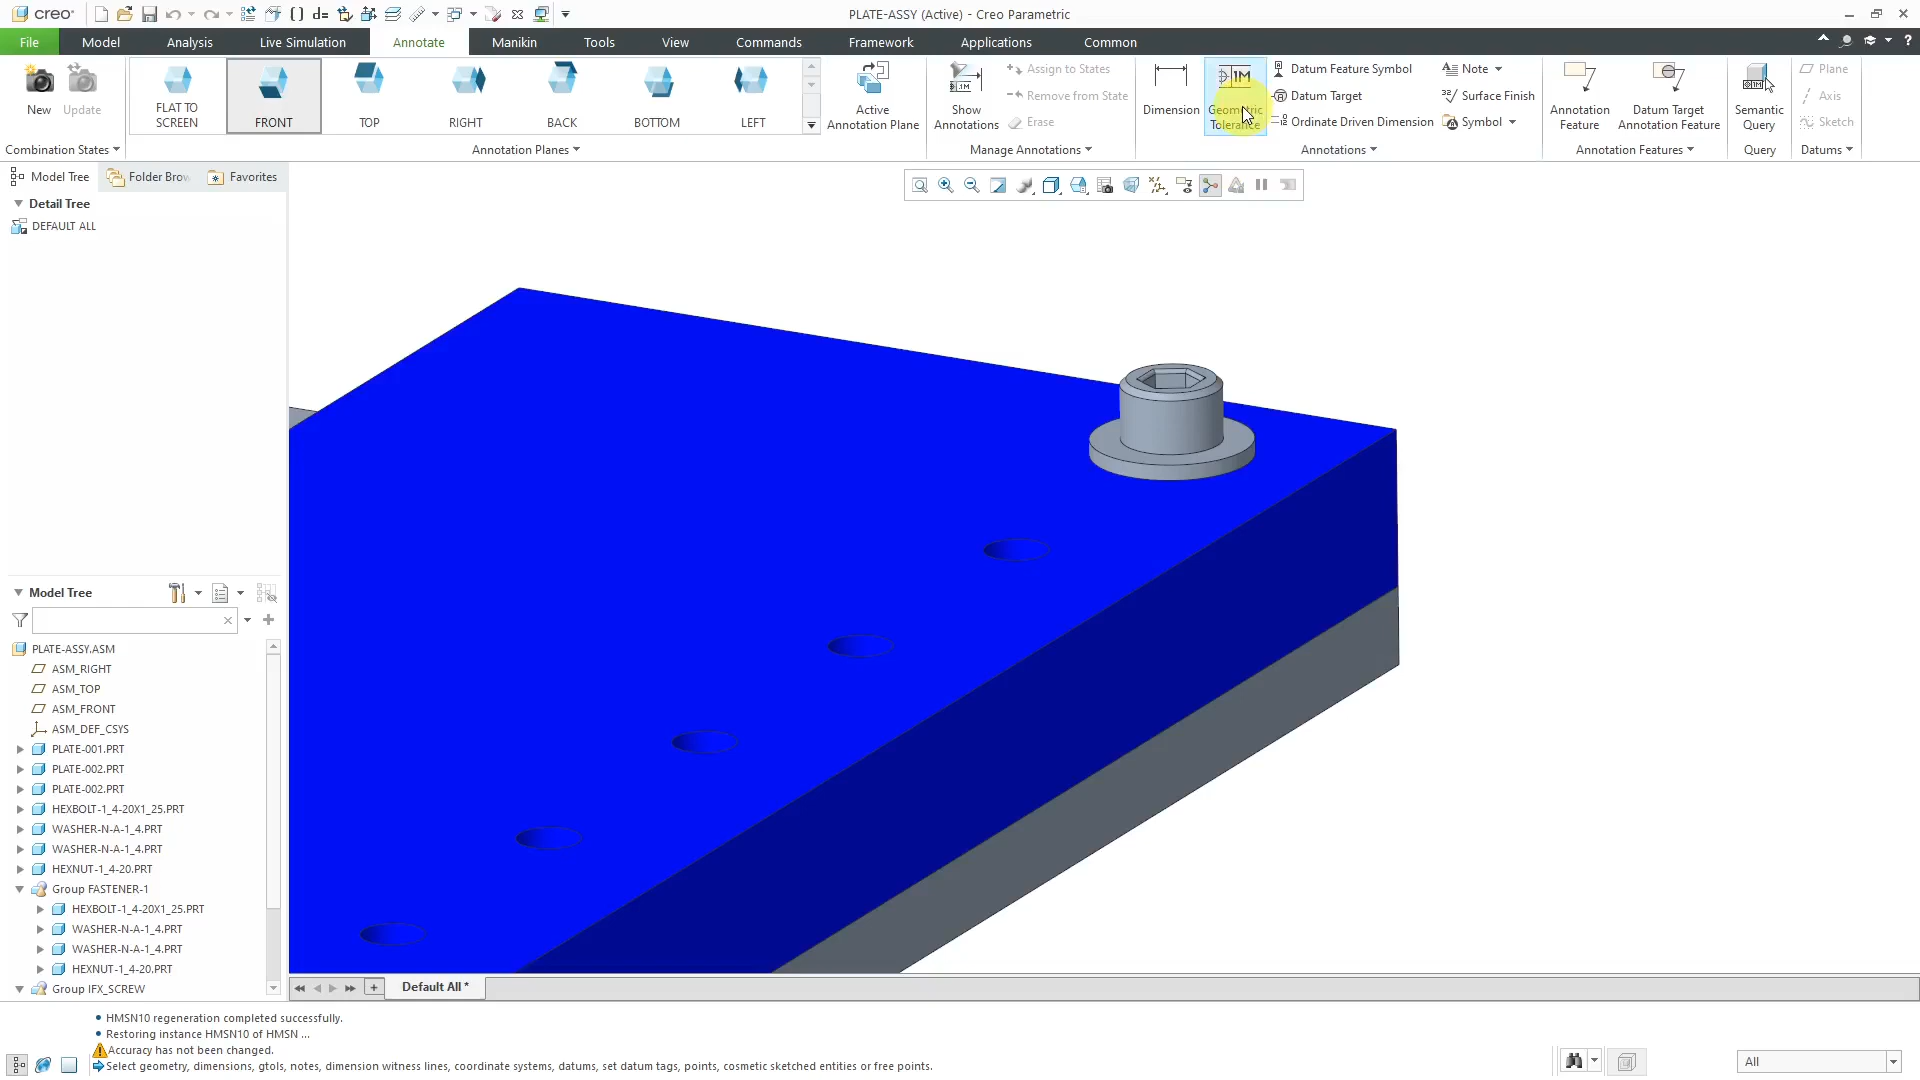 creo
PLATE-ASSY (Active) - Creo Parametric
File Model Analysis Live Simulation Annotate Manikin Tools View Commands Framework Applications Common
New Update
Combination States
FLAT TO SCREEN FRONT TOP RIGHT BACK BOTTOM LEFT
Annotation Planes
Active Annotation Plane
Show Annotations
Assign to States
Remove from State
Erase
Manage Annotations
Dimension
Geometric Tolerance
Datum Feature Symbol
Datum Target
Ordinate Driven Dimension
Note
Surface Finish
Symbol
Annotations
Annotation Feature
Datum Target Annotation Feature
Annotation Features
Semantic Query
Query
Plane
Axis
Sketch
Datums
Model Tree Folder Brow Favorites
Detail Tree
DEFAULT ALL
Model Tree
PLATE-ASSY.ASM
ASM_RIGHT
ASM_TOP
ASM_FRONT
ASM_DEF_CSYS
PLATE-001.PRT
PLATE-002.PRT
PLATE-002.PRT
HEXBOLT-1_4-20X1_25.PRT
WASHER-N-A-1_4.PRT
WASHER-N-A-1_4.PRT
HEXNUT-1_4-20.PRT
Group FASTENER-1
HEXBOLT-1_4-20X1_25.PRT
WASHER-N-A-1_4.PRT
WASHER-N-A-1_4.PRT
HEXNUT-1_4-20.PRT
Group IFX_SCREW
Default All *
HMSN10 regeneration completed successfully.
Restoring instance HMSN10 of HMSN ...
Accuracy has not been changed.
Select geometry, dimensions, gtols, notes, dimension witness lines, coordinate systems, datums, set datum tags, points, cosmetic sketched entities or free points.
All